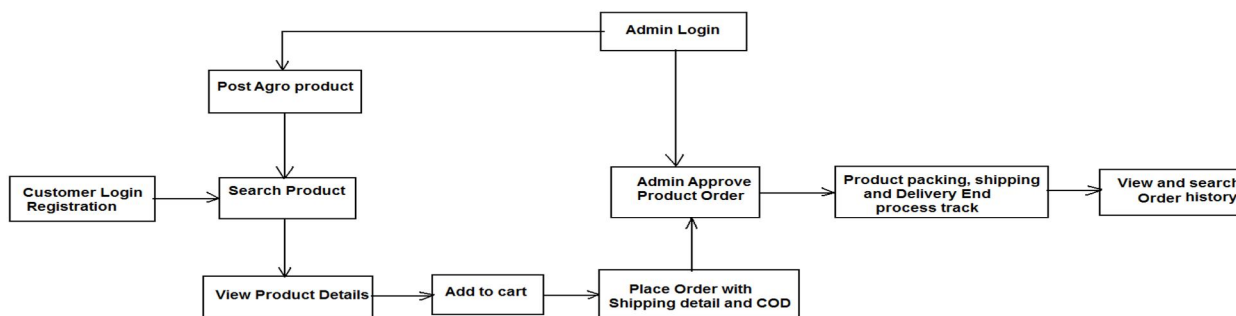 Admin Login
Post Agro product
Customer Login
Registration
Search Product
Admin Approve
Product Order
Product packing, shipping
and Delivery End
process track
View and search
Order history
View Product Details
Add to cart
Place Order with
Shipping detail and COD